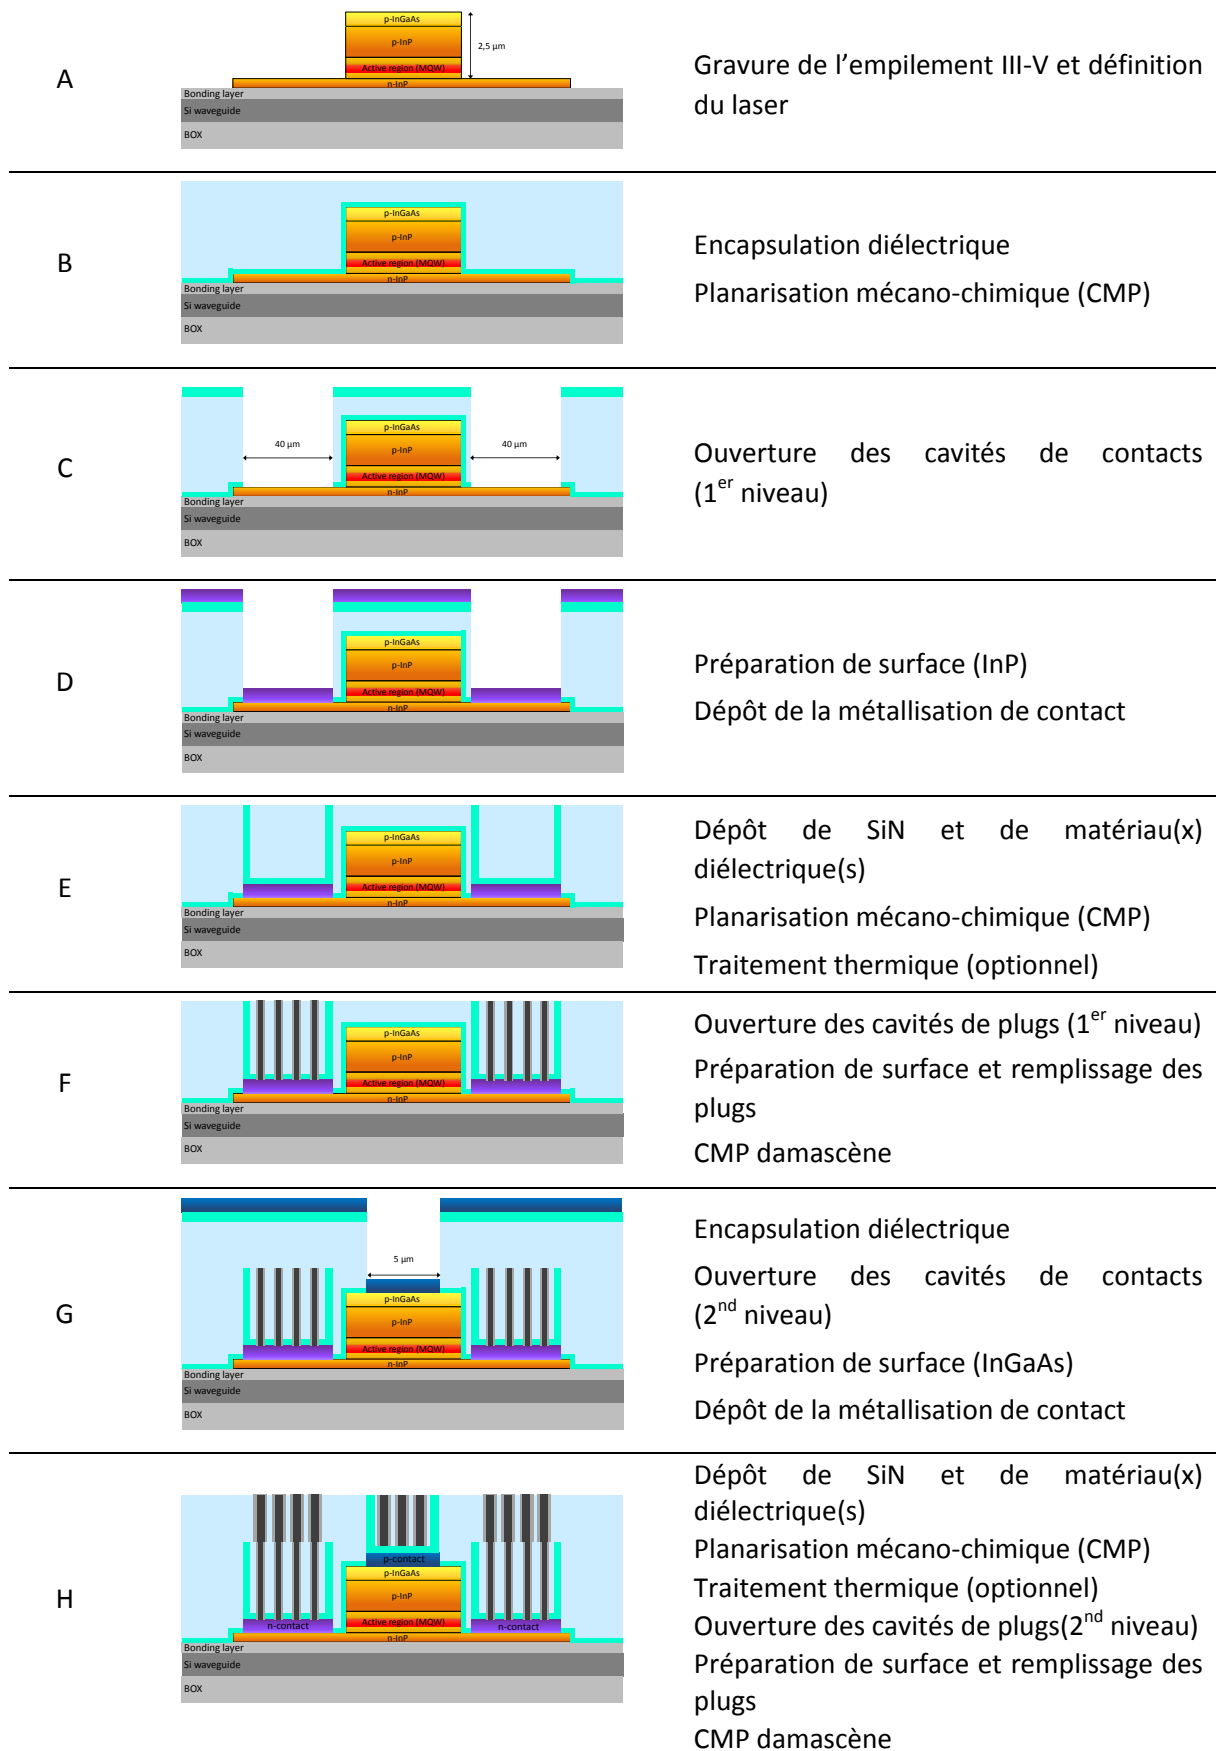 p-InGaAs
p-InP
2,5 µm
Active region (MQW)
n-InP
Bonding layer
Si waveguide
BOX
A
Gravure de l’empilement III-V et définition
du laser
p-InGaAs
p-InP
Active region (MQW)
n-InP
Bonding layer
Si waveguide
BOX
B
Encapsulation diélectrique
Planarisation mécano-chimique (CMP)
p-InGaAs
40 µm
40 µm
p-InP
Active region (MQW)
n-InP
Bonding layer
Si waveguide
BOX
C
Ouverture des cavités de contacts
(1er niveau)
p-InGaAs
p-InP
Active region (MQW)
n-InP
Bonding layer
Si waveguide
BOX
D
Préparation de surface (InP)
Dépôt de la métallisation de contact
p-InGaAs
p-InP
Active region (MQW)
n-InP
Bonding layer
Si waveguide
BOX
E
Dépôt de SiN et de matériau(x)
diélectrique(s)
Planarisation mécano-chimique (CMP)
Traitement thermique (optionnel)
p-InGaAs
p-InP
Active region (MQW)
n-InP
Bonding layer
Si waveguide
BOX
F
Ouverture des cavités de plugs (1er niveau)
Préparation de surface et remplissage des
plugs
CMP damascène
5 µm
p-InGaAs
p-InP
Active region (MQW)
n-InP
Bonding layer
Si waveguide
BOX
G
Encapsulation diélectrique
Ouverture des cavités de contacts
(2nd niveau)
Préparation de surface (InGaAs)
Dépôt de la métallisation de contact
p-contact
p-InGaAs
p-InP
Active region (MQW)
n-contact
n-contact
n-InP
Bonding layer
Si waveguide
BOX
H
Dépôt de SiN et de matériau(x)
diélectrique(s)
Planarisation mécano-chimique (CMP)
Traitement thermique (optionnel)
Ouverture des cavités de plugs(2nd niveau)
Préparation de surface et remplissage des
plugs
CMP damascène